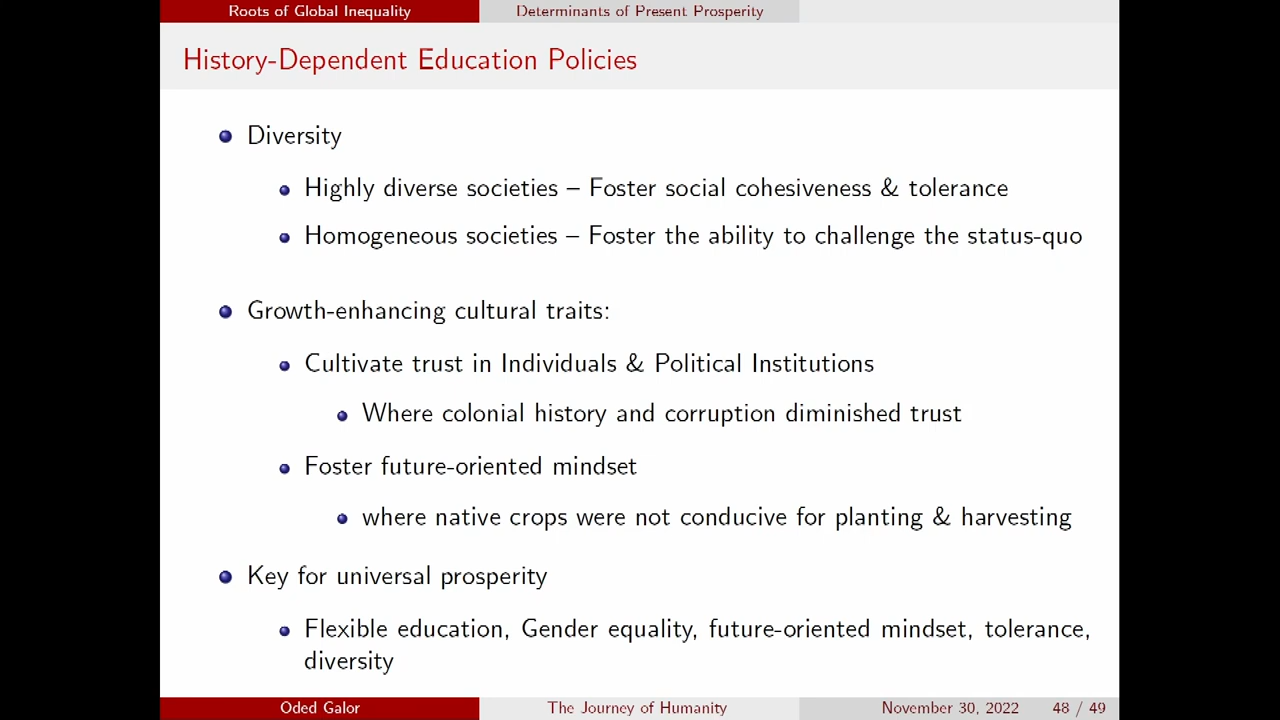 Roots of Global Inequality Determinants of Present Prosperity
History-Dependent Education Policies
Diversity
Highly diverse societies – Foster social cohesiveness & tolerance
Homogeneous societies – Foster the ability to challenge the status-quo
Growth-enhancing cultural traits:
Cultivate trust in Individuals & Political Institutions
Where colonial history and corruption diminished trust
Foster future-oriented mindset
where native crops were not conducive for planting & harvesting
Key for universal prosperity
Flexible education, Gender equality, future-oriented mindset, tolerance,
diversity
Oded Galor The Journey of Humanity November 30, 2022 48 / 49